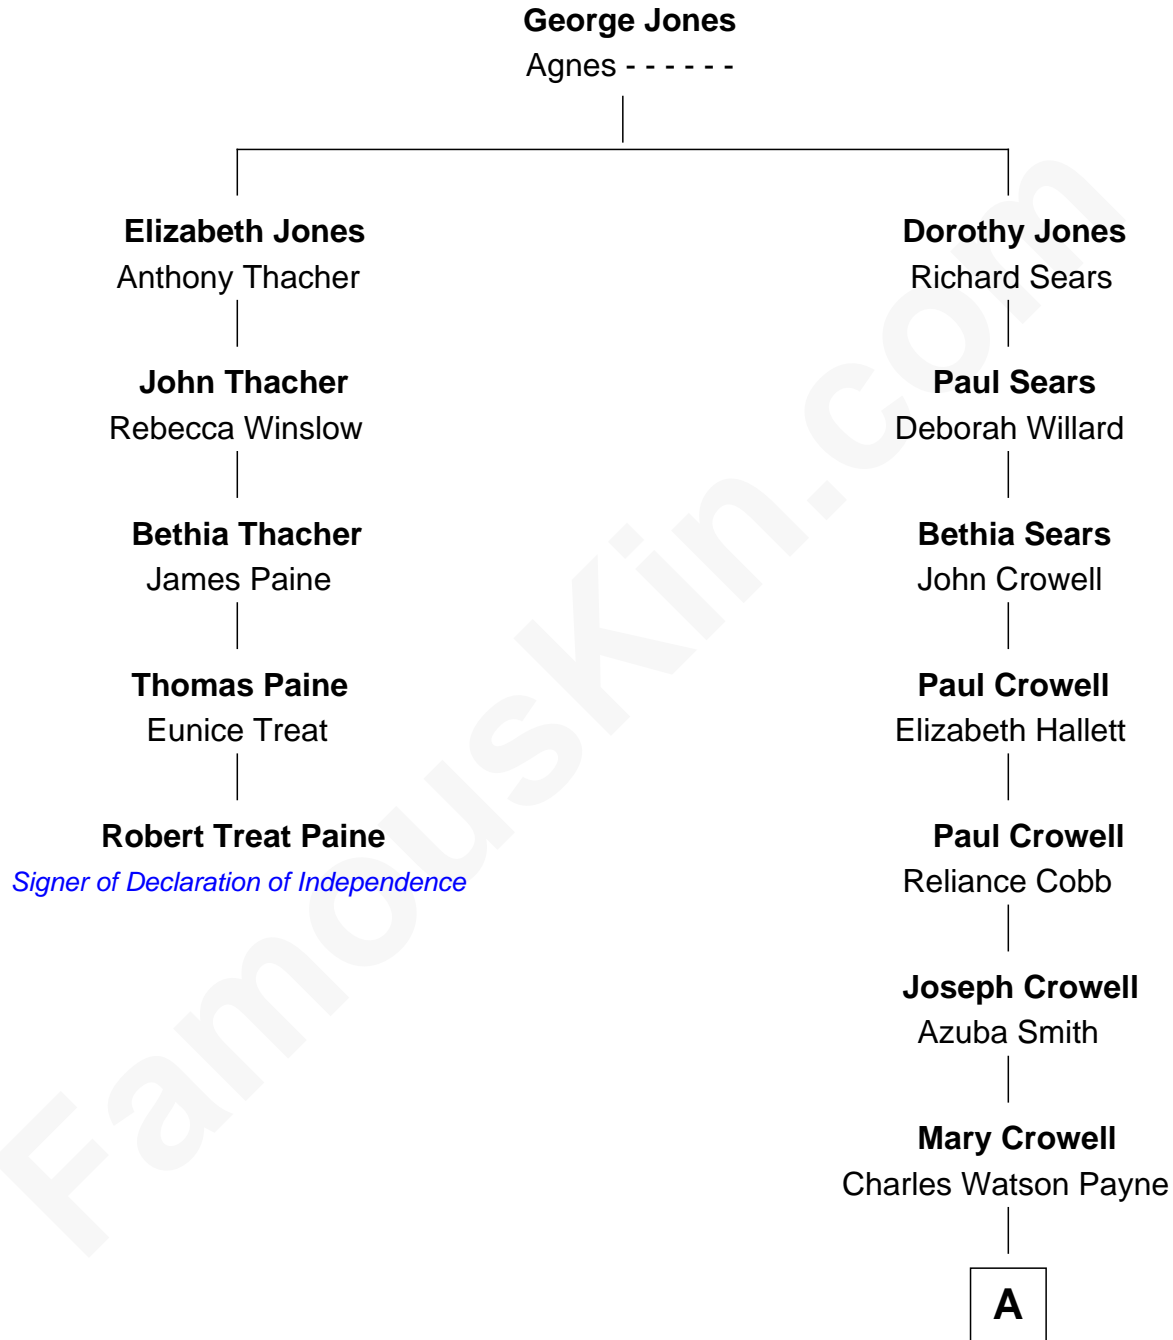 George Jones
Agnes - - - - - -
Elizabeth Jones
Anthony Thacher
Dorothy Jones
Richard Sears
John Thacher
Rebecca Winslow
Paul Sears
Deborah Willard
Bethia Thacher
James Paine
Bethia Sears
John Crowell
Thomas Paine
Eunice Treat
Paul Crowell
Elizabeth Hallett
Robert Treat Paine
Signer of Declaration of Independence
Paul Crowell
Reliance Cobb
Joseph Crowell
Azuba Smith
Mary Crowell
Charles Watson Payne
A
FamousKin.com